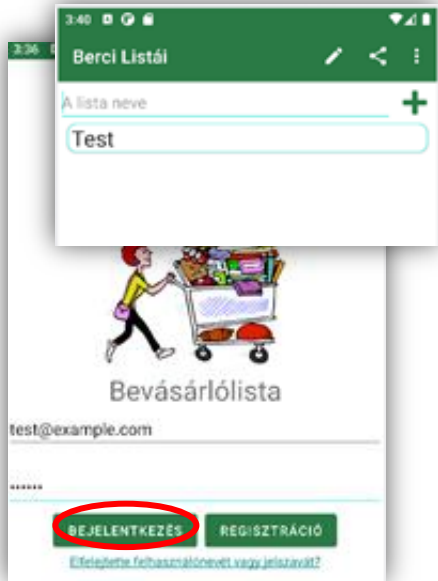 3:40
Berci Listái
A lista neve
Test
3:36
Bevásárlólista
test@example.com
••••••
BEJELENTKEZÉS REGISZTRÁCIÓ
Elfelejtette felhasználónevét vagy jelszavát?